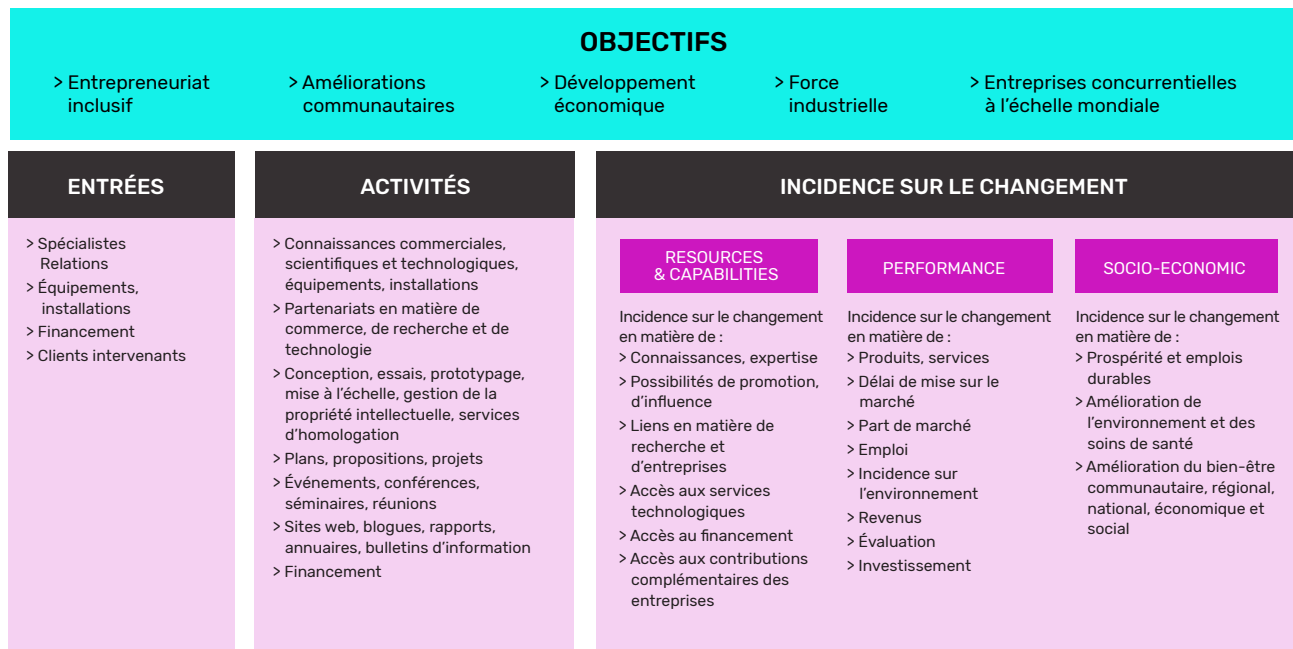 OBJECTIFS
> Entrepreneuriat
inclusif
> Améliorations
communautaires
> Développement
économique
> Force
industrielle
> Entreprises concurrentielles
à l'échelle mondiale
ENTRÉES
> Spécialistes
Relations
> Équipements,
installations
> Financement
> Clients intervenants
ACTIVITÉS
> Connaissances commerciales,
scientifiques et technologiques,
équipements, installations
> Partenariats en matière de
commerce, de recherche et de
technologie
> Conception, essais, prototypage,
mise à l'échelle, gestion de la
propriété intellectuelle, services
d'homologation
> Plans, propositions, projets
> Événements, conférences,
séminaires, réunions
> Sites web, blogues, rapports,
annuaires, bulletins d'information
> Financement
INCIDENCE SUR LE CHANGEMENT
RESOURCES
& CAPABILITIES
Incidence sur le changement
en matière de :
> Connaissances, expertise
> Possibilités de promotion,
d'influence
> Liens en matière de
recherche et
d'entreprises
> Accès aux services
technologiques
> Accès au financement
> Accès aux contributions
complémentaires des
entreprises
PERFORMANCE
Incidence sur le changement
en matière de :
> Produits, services
> Délai de mise sur le
marché
> Part de marché
> Emploi
> Incidence sur
l'environnement
> Revenus
> Évaluation
> Investissement
SOCIO-ECONOMIC
Incidence sur le changement
en matière de :
> Prospérité et emplois
durables
> Amélioration de
l'environnement et des
soins de santé
> Amélioration du bien-être
communautaire, régional,
national, économique et
social